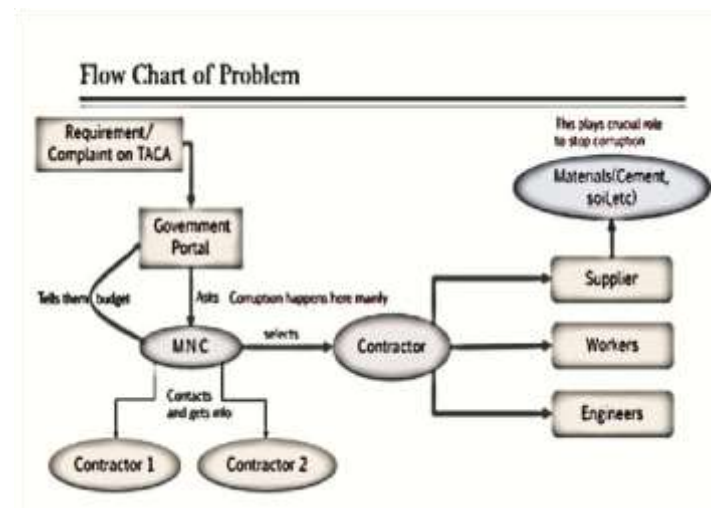 Flow Chart of Problem
Requirement/
Complaint on TACA
This plays crucial role
to stop corruption
Materials(Cement,
soil,etc)
Government
Portal
Supplier
Tells them budget
Asks
Corruption happens here mainly
MNC
selects
Contractor
Workers
Contacts
and gets info
Engineers
Contractor 1
Contractor 2